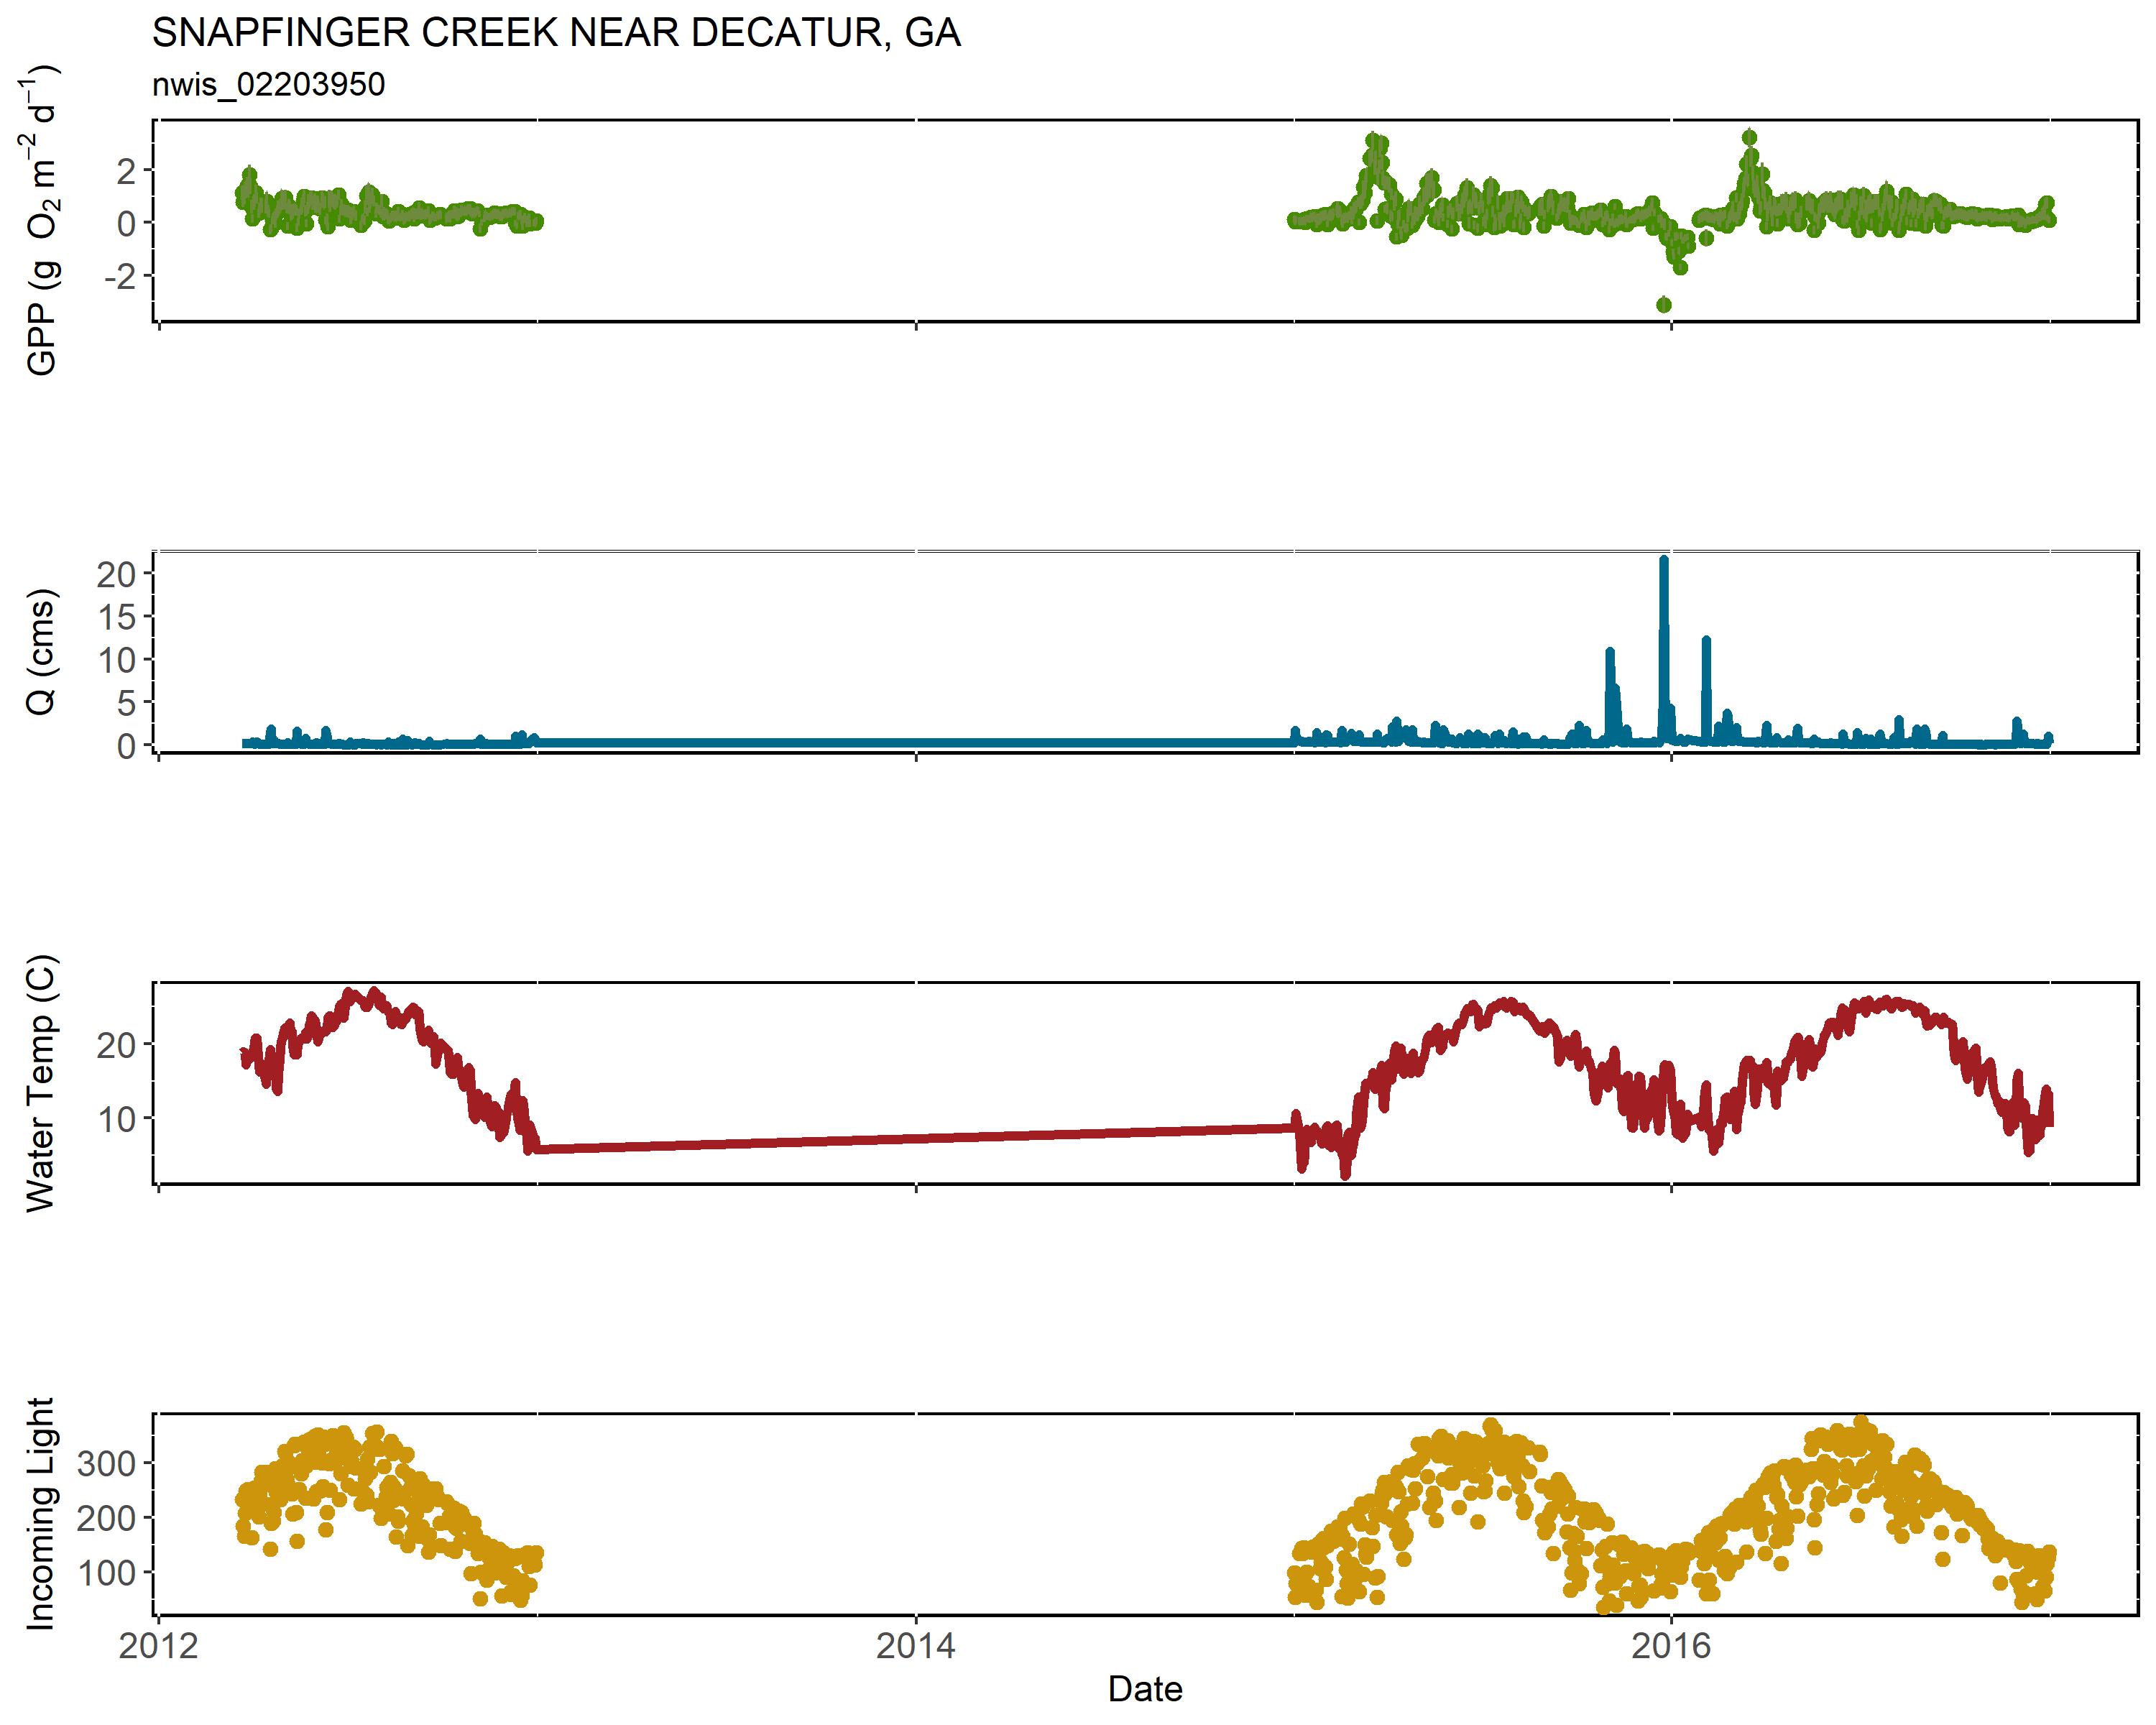 SNAPFINGER CREEK NEAR DECATUR, GA
nwis_02203950
GPP (g O₂ m⁻² d⁻¹)
2
0
-2
Q (cms)
20
15
10
5
0
Water Temp (C)
20
10
Incoming Light
300
200
100
2012
2014
2016
Date